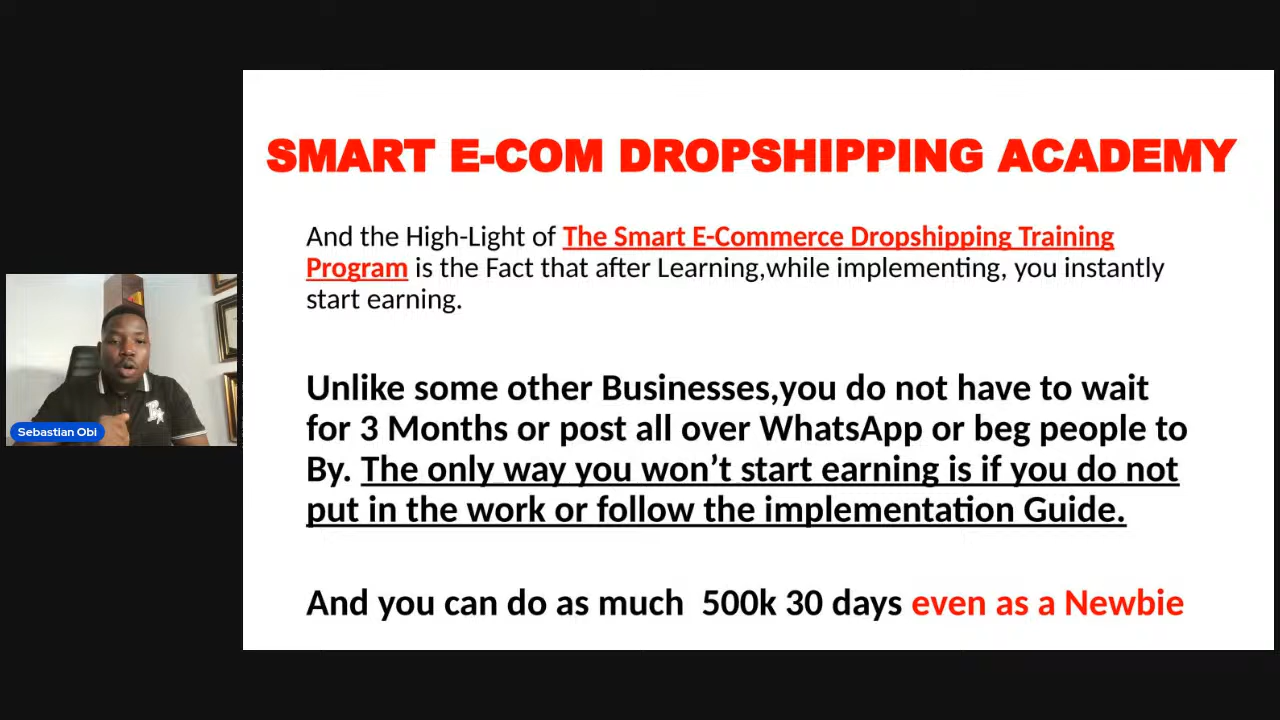 SMART E-COM DROPSHIPPING ACADEMY
And the High-Light of The Smart E-Commerce Dropshipping Training
Program is the Fact that after Learning,while implementing, you instantly
start earning.
Unlike some other Businesses,you do not have to wait
for 3 Months or post all over WhatsApp or beg people to
By. The only way you won’t start earning is if you do not
put in the work or follow the implementation Guide.
And you can do as much  500k 30 days even as a Newbie
Sebastian Obi